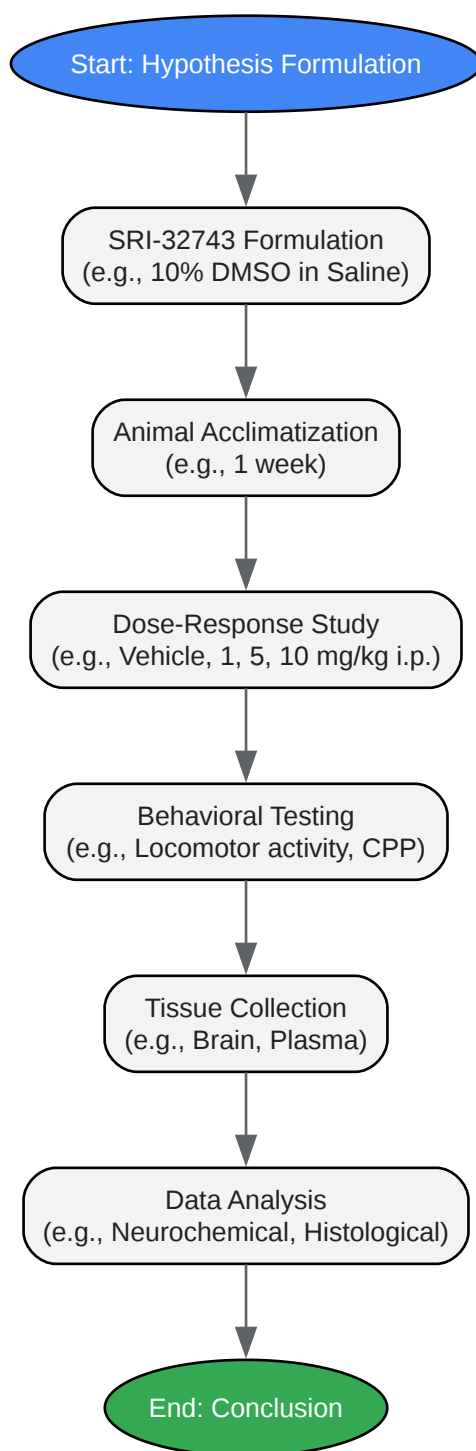 Start: Hypothesis Formulation
SRI-32743 Formulation
(e.g., 10% DMSO in Saline)
Animal Acclimatization
(e.g., 1 week)
Dose-Response Study
(e.g., Vehicle, 1, 5, 10 mg/kg i.p.)
Behavioral Testing
(e.g., Locomotor activity, CPP)
Tissue Collection
(e.g., Brain, Plasma)
Data Analysis
(e.g., Neurochemical, Histological)
End: Conclusion